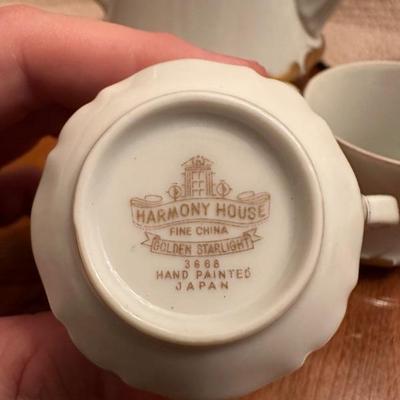 HARMONY HOUSE
FINE CHINA
GOLDEN STARLIGHT
3668
HAND PAINTED
JAPAN